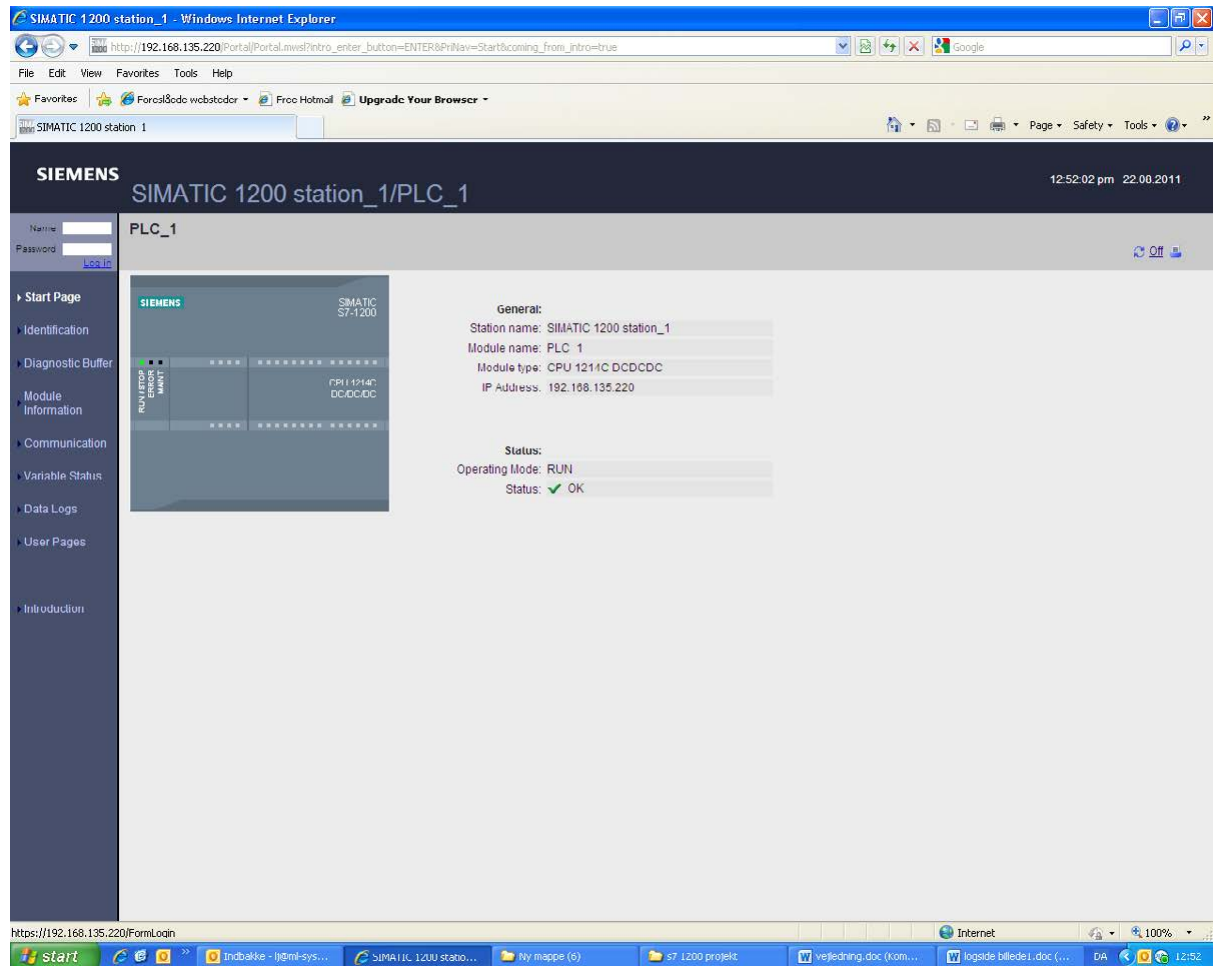 SIMATIC 1200 station_1 - Windows Internet Explorer
http://192.168.135.220/Portal/Portal.mwsl?intro_enter_button=ENTER&PriNav=Start&coming_from_intro=true
Google
File Edit View Favorites Tools Help
Favorites Foreslåede websteder Free Hotmail Upgrade Your Browser
SIMATIC 1200 station_1
Page Safety Tools
SIEMENS
SIMATIC 1200 station_1/PLC_1
12:52:02 pm 22.08.2011
Name
Password
Log in
PLC_1
Off
Start Page
Identification
Diagnostic Buffer
Module Information
Communication
Variable Status
Data Logs
User Pages
Introduction
SIEMENS
SIMATIC
S7-1200
RUN / STOP
ERROR
MAINT
CPU 1214C
DC/DC/DC
General:
Station name: SIMATIC 1200 station_1
Module name: PLC_1
Module type: CPU 1214C DCDCDC
IP Address: 192.168.135.220
Status:
Operating Mode: RUN
Status: OK
https://192.168.135.220/FormLogin
Internet
100%
start
Indbakke - lj@ml-sys...
SIMATIC 1200 statio...
Ny mappe (6)
s7 1200 projekt
vejledning.doc (Kom...
logside billede1.doc (...
DA
12:52